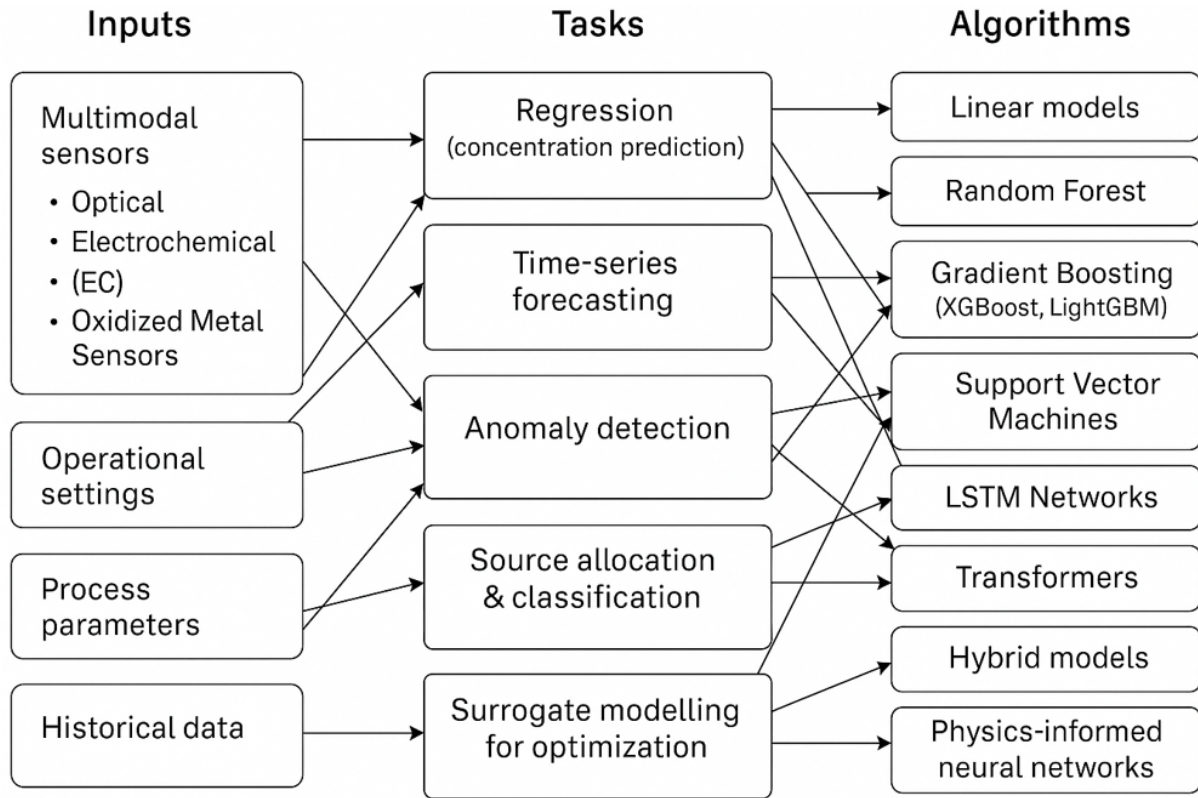 Inputs
Multimodal
sensors
• Optical
• Electrochemical
• (EC)
• Oxidized Metal
Sensors
Operational
settings
Process
parameters
Historical data
Tasks
Regression
(concentration prediction)
Time-series
forecasting
Anomaly detection
Source allocation
& classification
Surrogate modelling
for optimization
Algorithms
Linear models
Random Forest
Gradient Boosting
(XGBoost, LightGBM)
Support Vector
Machines
LSTM Networks
Transformers
Hybrid models
Physics-informed
neural networks